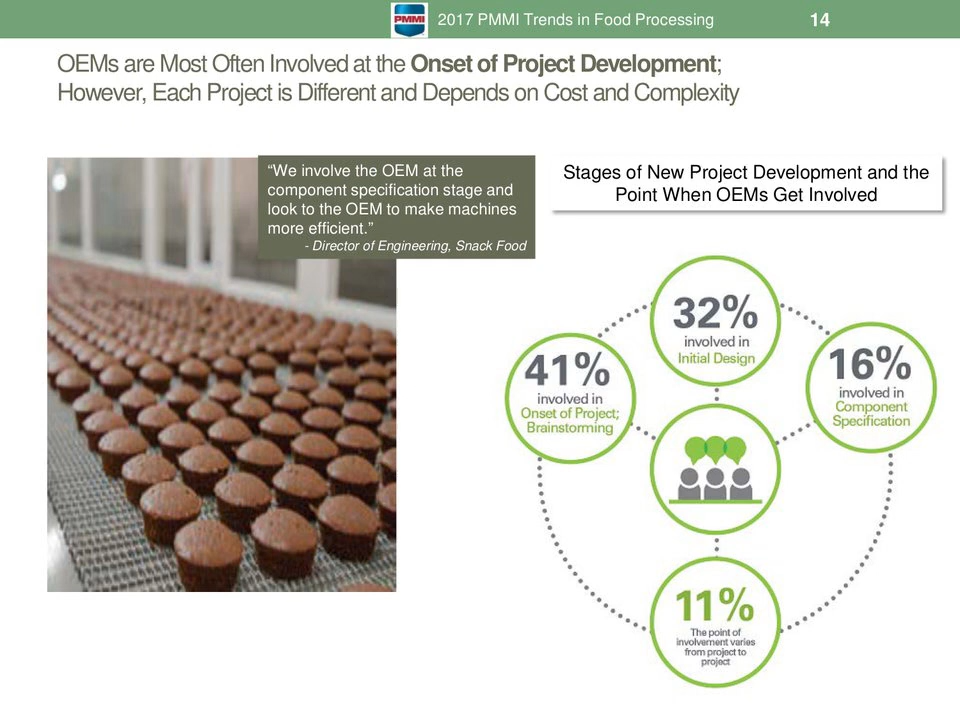 PMMI
2017 PMMI Trends in Food Processing
14
OEMs are Most Often Involved at the Onset of Project Development;
However, Each Project is Different and Depends on Cost and Complexity
“We involve the OEM at the
component specification stage and
look to the OEM to make machines
more efficient.”
- Director of Engineering, Snack Food
Stages of New Project Development and the
Point When OEMs Get Involved
41%
involved in
Onset of Project;
Brainstorming
32%
involved in
Initial Design
16%
involved in
Component
Specification
11%
The point of
involvement varies
from project to
project